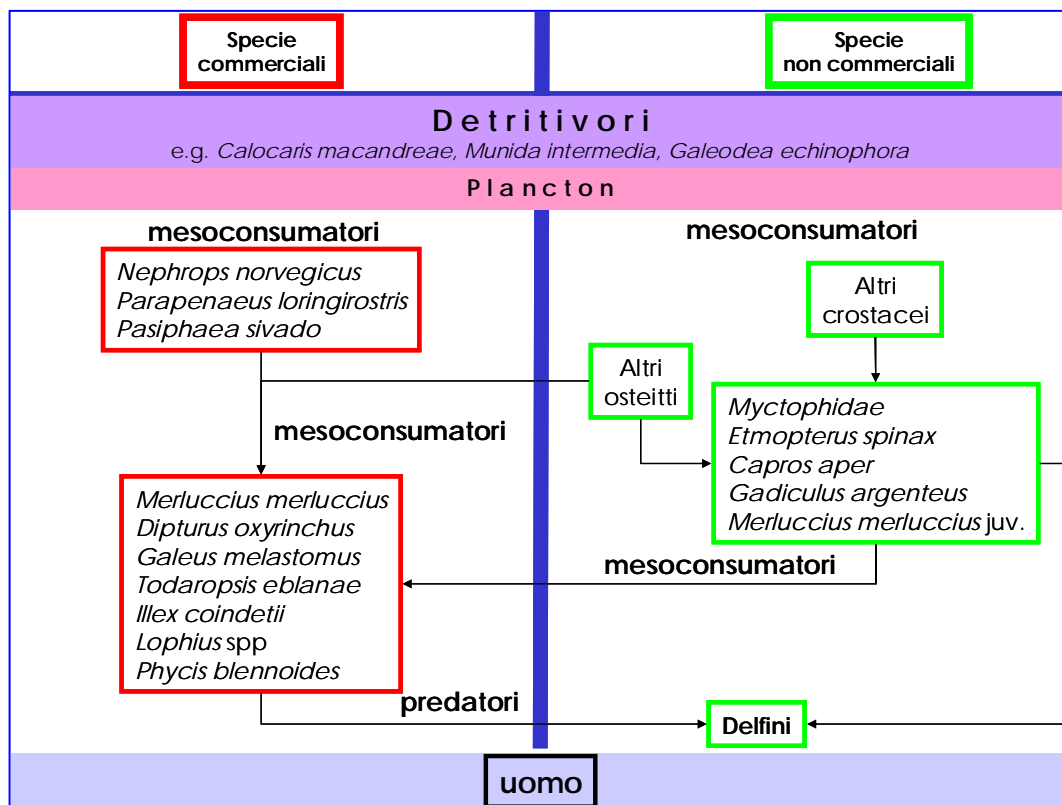 Specie
commerciali
Specie
non commerciali
Detritivori
e.g. Calocaris macandreae, Munida intermedia, Galeodea echinophora
Plancton
mesoconsumatori
Nephrops norvegicus
Parapenaeus loringirostris
Pasiphaea sivado
mesoconsumatori
Altri
crostacei
Altri
osteitti
mesoconsumatori
Myctophidae
Etmopterus spinax
Capros aper
Gadiculus argenteus
Merluccius merluccius juv.
Merluccius merluccius
Dipturus oxyrinchus
Galeus melastomus
Todaropsis eblanae
Illex coindetii
Lophius spp
Phycis blennoides
mesoconsumatori
predatori
Delfini
uomo